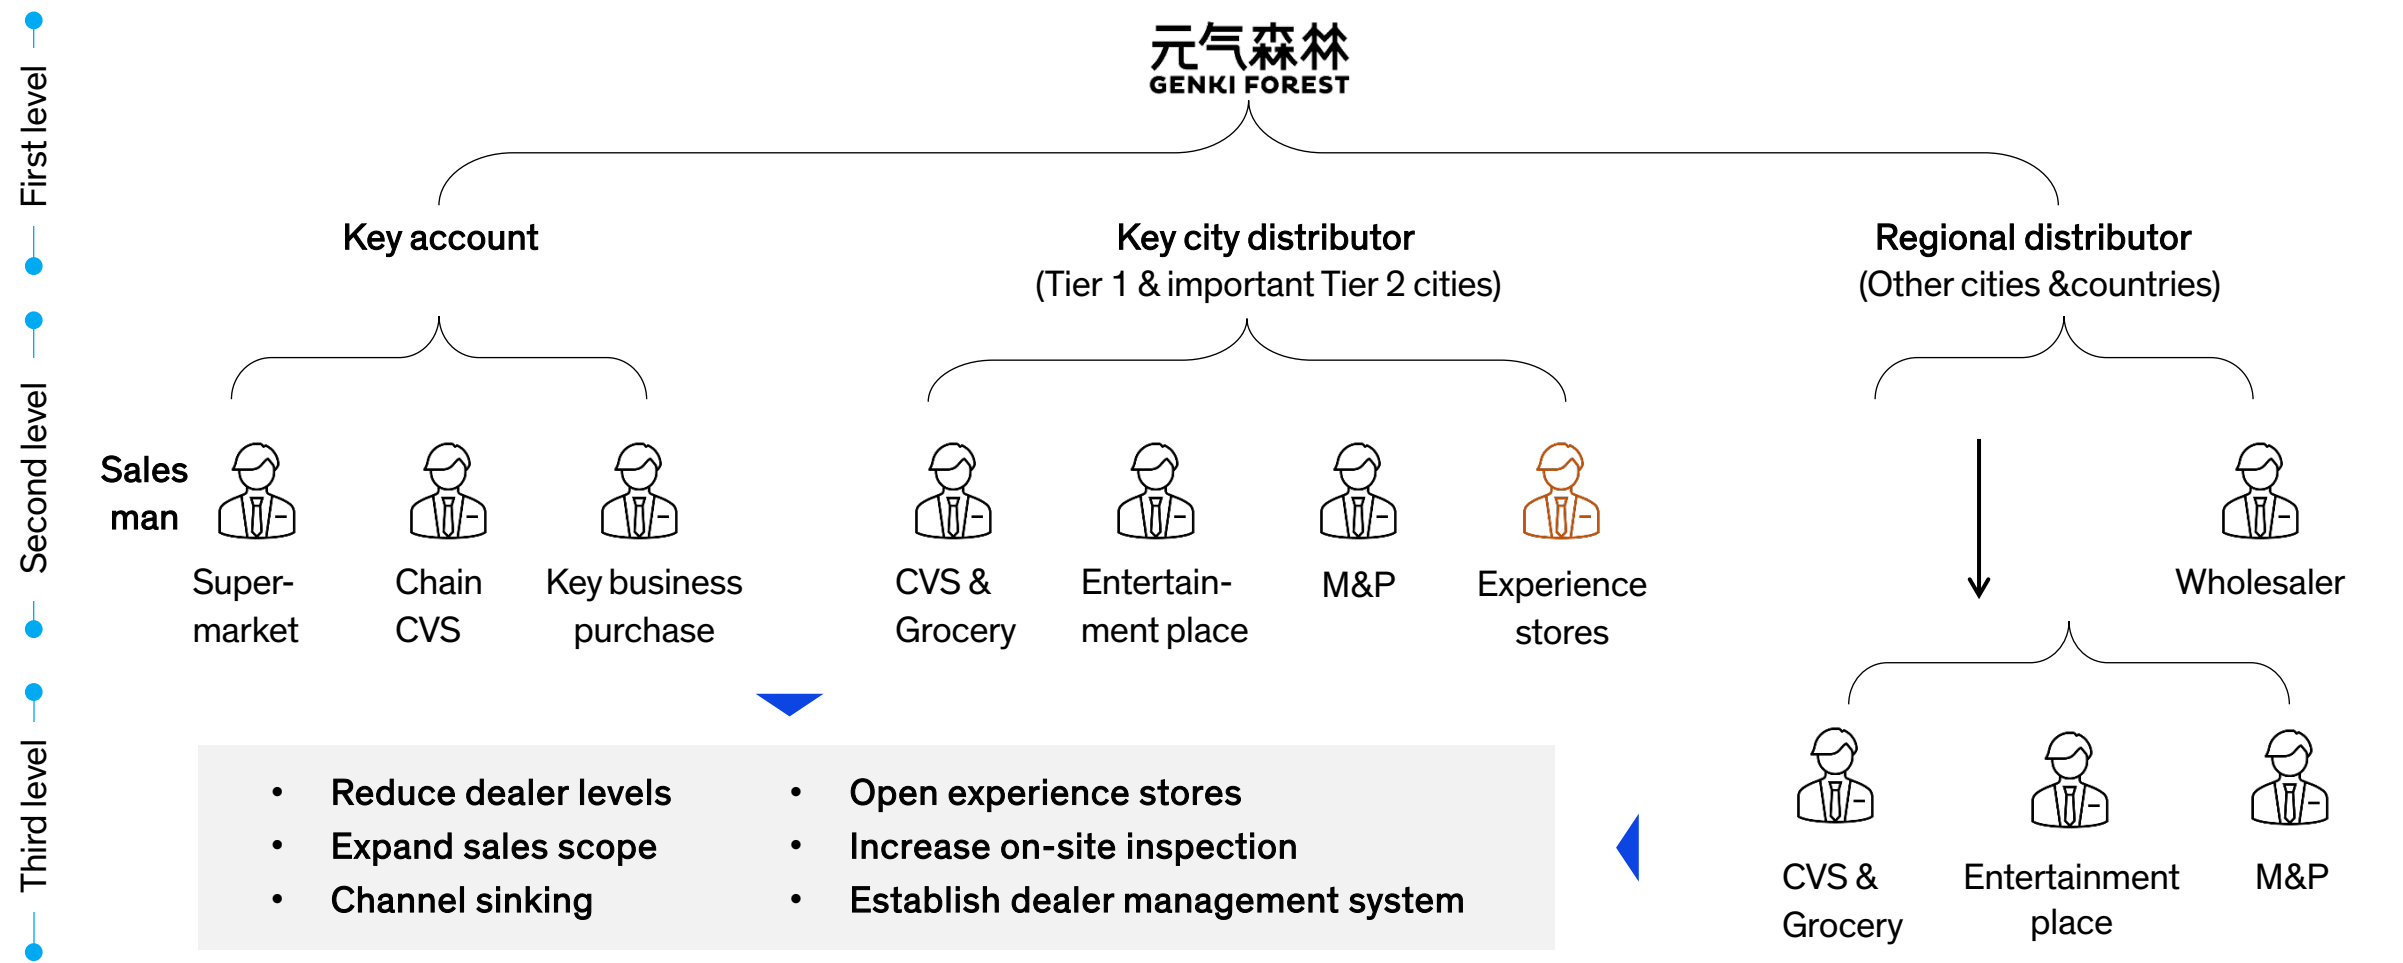 元气森林
GENKI FOREST
First level
Key account
Key city distributor
(Tier 1 & important Tier 2 cities)
Regional distributor
(Other cities &countries)
Second level
Sales
man
Super-
market
Chain
CVS
Key business
purchase
CVS &
Grocery
Entertain-
ment place
M&P
Experience
stores
Wholesaler
Third level
• Reduce dealer levels
• Expand sales scope
• Channel sinking
• Open experience stores
• Increase on-site inspection
• Establish dealer management system
CVS &
Grocery
Entertainment
place
M&P